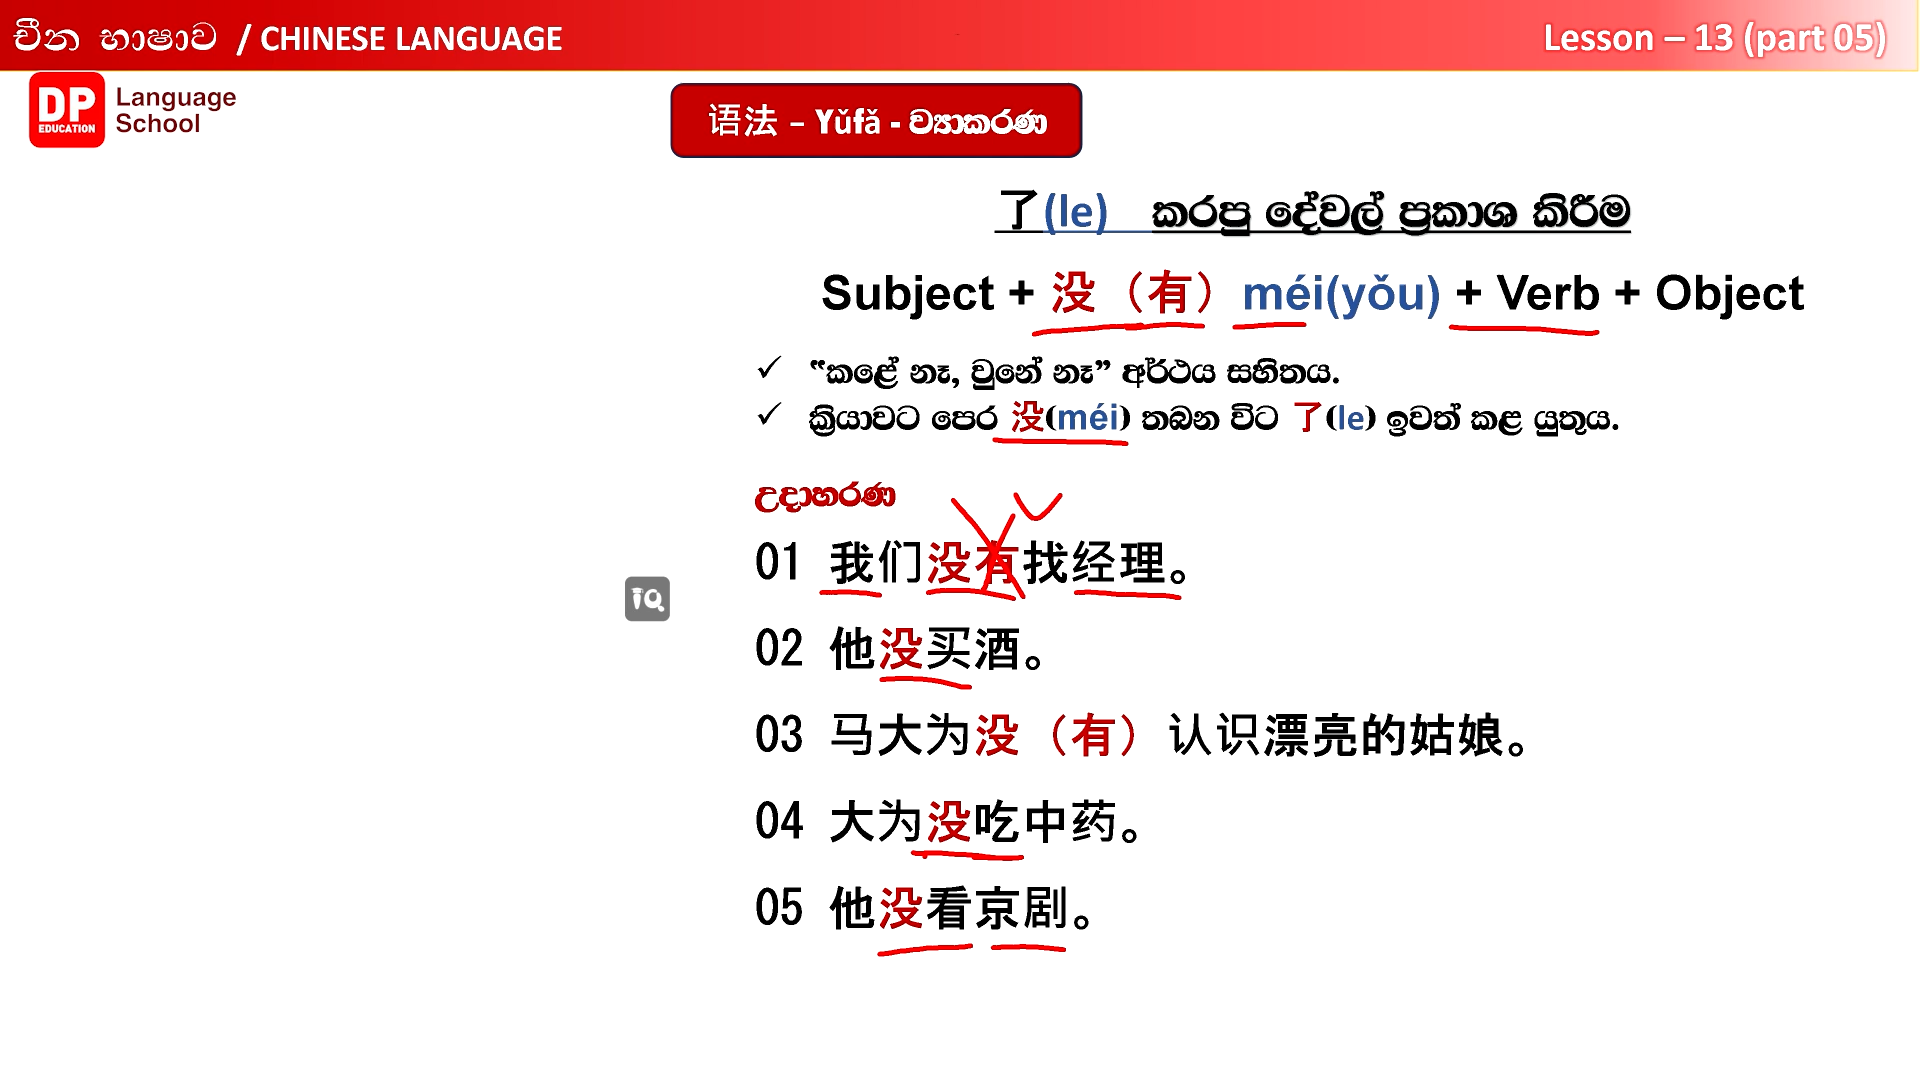 චීන භාෂාව / CHINESE LANGUAGE
Lesson – 13 (part 05)
DP EDUCATION
Language School
语法 – Yǔfǎ - ව්‍යාකරණ
了(le) කරපු දේවල් ප්‍රකාශ කිරීම
Subject + 没（有）méi(yǒu) + Verb + Object
✓ “කළේ නෑ, වුනේ නෑ” අර්ථය සහිතය.
✓ ක්‍රියාවට පෙර 没(méi) තබන විට 了(le) ඉවත් කළ යුතුය.
උදාහරණ
01 我们没有找经理。
02 他没买酒。
03 马大为没（有）认识漂亮的姑娘。
04 大为没吃中药。
05 他没看京剧。
iQ